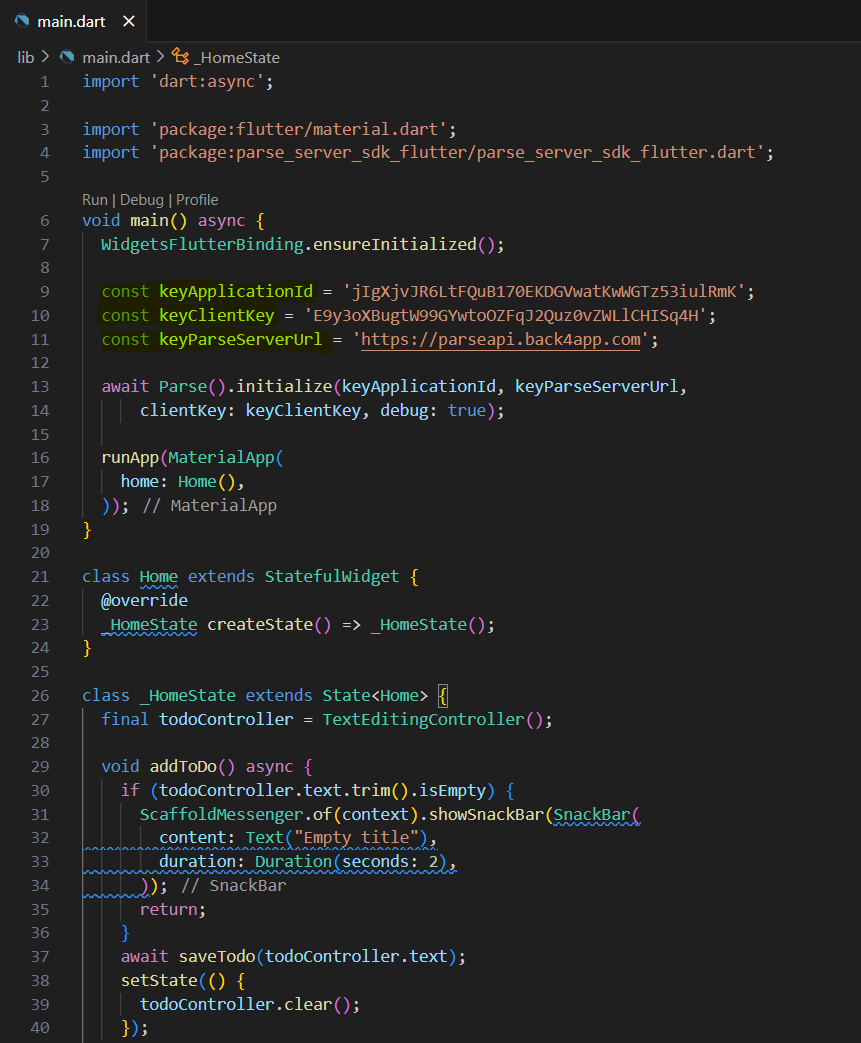 main.dart
lib > main.dart > _HomeState
1 import 'dart:async';
2
3 import 'package:flutter/material.dart';
4 import 'package:parse_server_sdk_flutter/parse_server_sdk_flutter.dart';
5
Run | Debug | Profile
6 void main() async {
7   WidgetsFlutterBinding.ensureInitialized();
8
9   const keyApplicationId = 'jIgXjvJR6LtFQuB170EKDGVwatKwWGTz53iulRmK';
10   const keyClientKey = 'E9y3oXBugtW99GYwtoOZFqJ2Quz0vZWLlCHISq4H';
11   const keyParseServerUrl = 'https://parseapi.back4app.com';
12
13   await Parse().initialize(keyApplicationId, keyParseServerUrl,
14       clientKey: keyClientKey, debug: true);
15
16   runApp(MaterialApp(
17     home: Home(),
18   )); // MaterialApp
19 }
20
21 class Home extends StatefulWidget {
22   @override
23   _HomeState createState() => _HomeState();
24 }
25
26 class _HomeState extends State<Home> {
27   final todoController = TextEditingController();
28
29   void addToDo() async {
30     if (todoController.text.trim().isEmpty) {
31       ScaffoldMessenger.of(context).showSnackBar(SnackBar(
32         content: Text("Empty title"),
33         duration: Duration(seconds: 2),
34       )); // SnackBar
35       return;
36     }
37     await saveTodo(todoController.text);
38     setState(() {
39       todoController.clear();
40     });